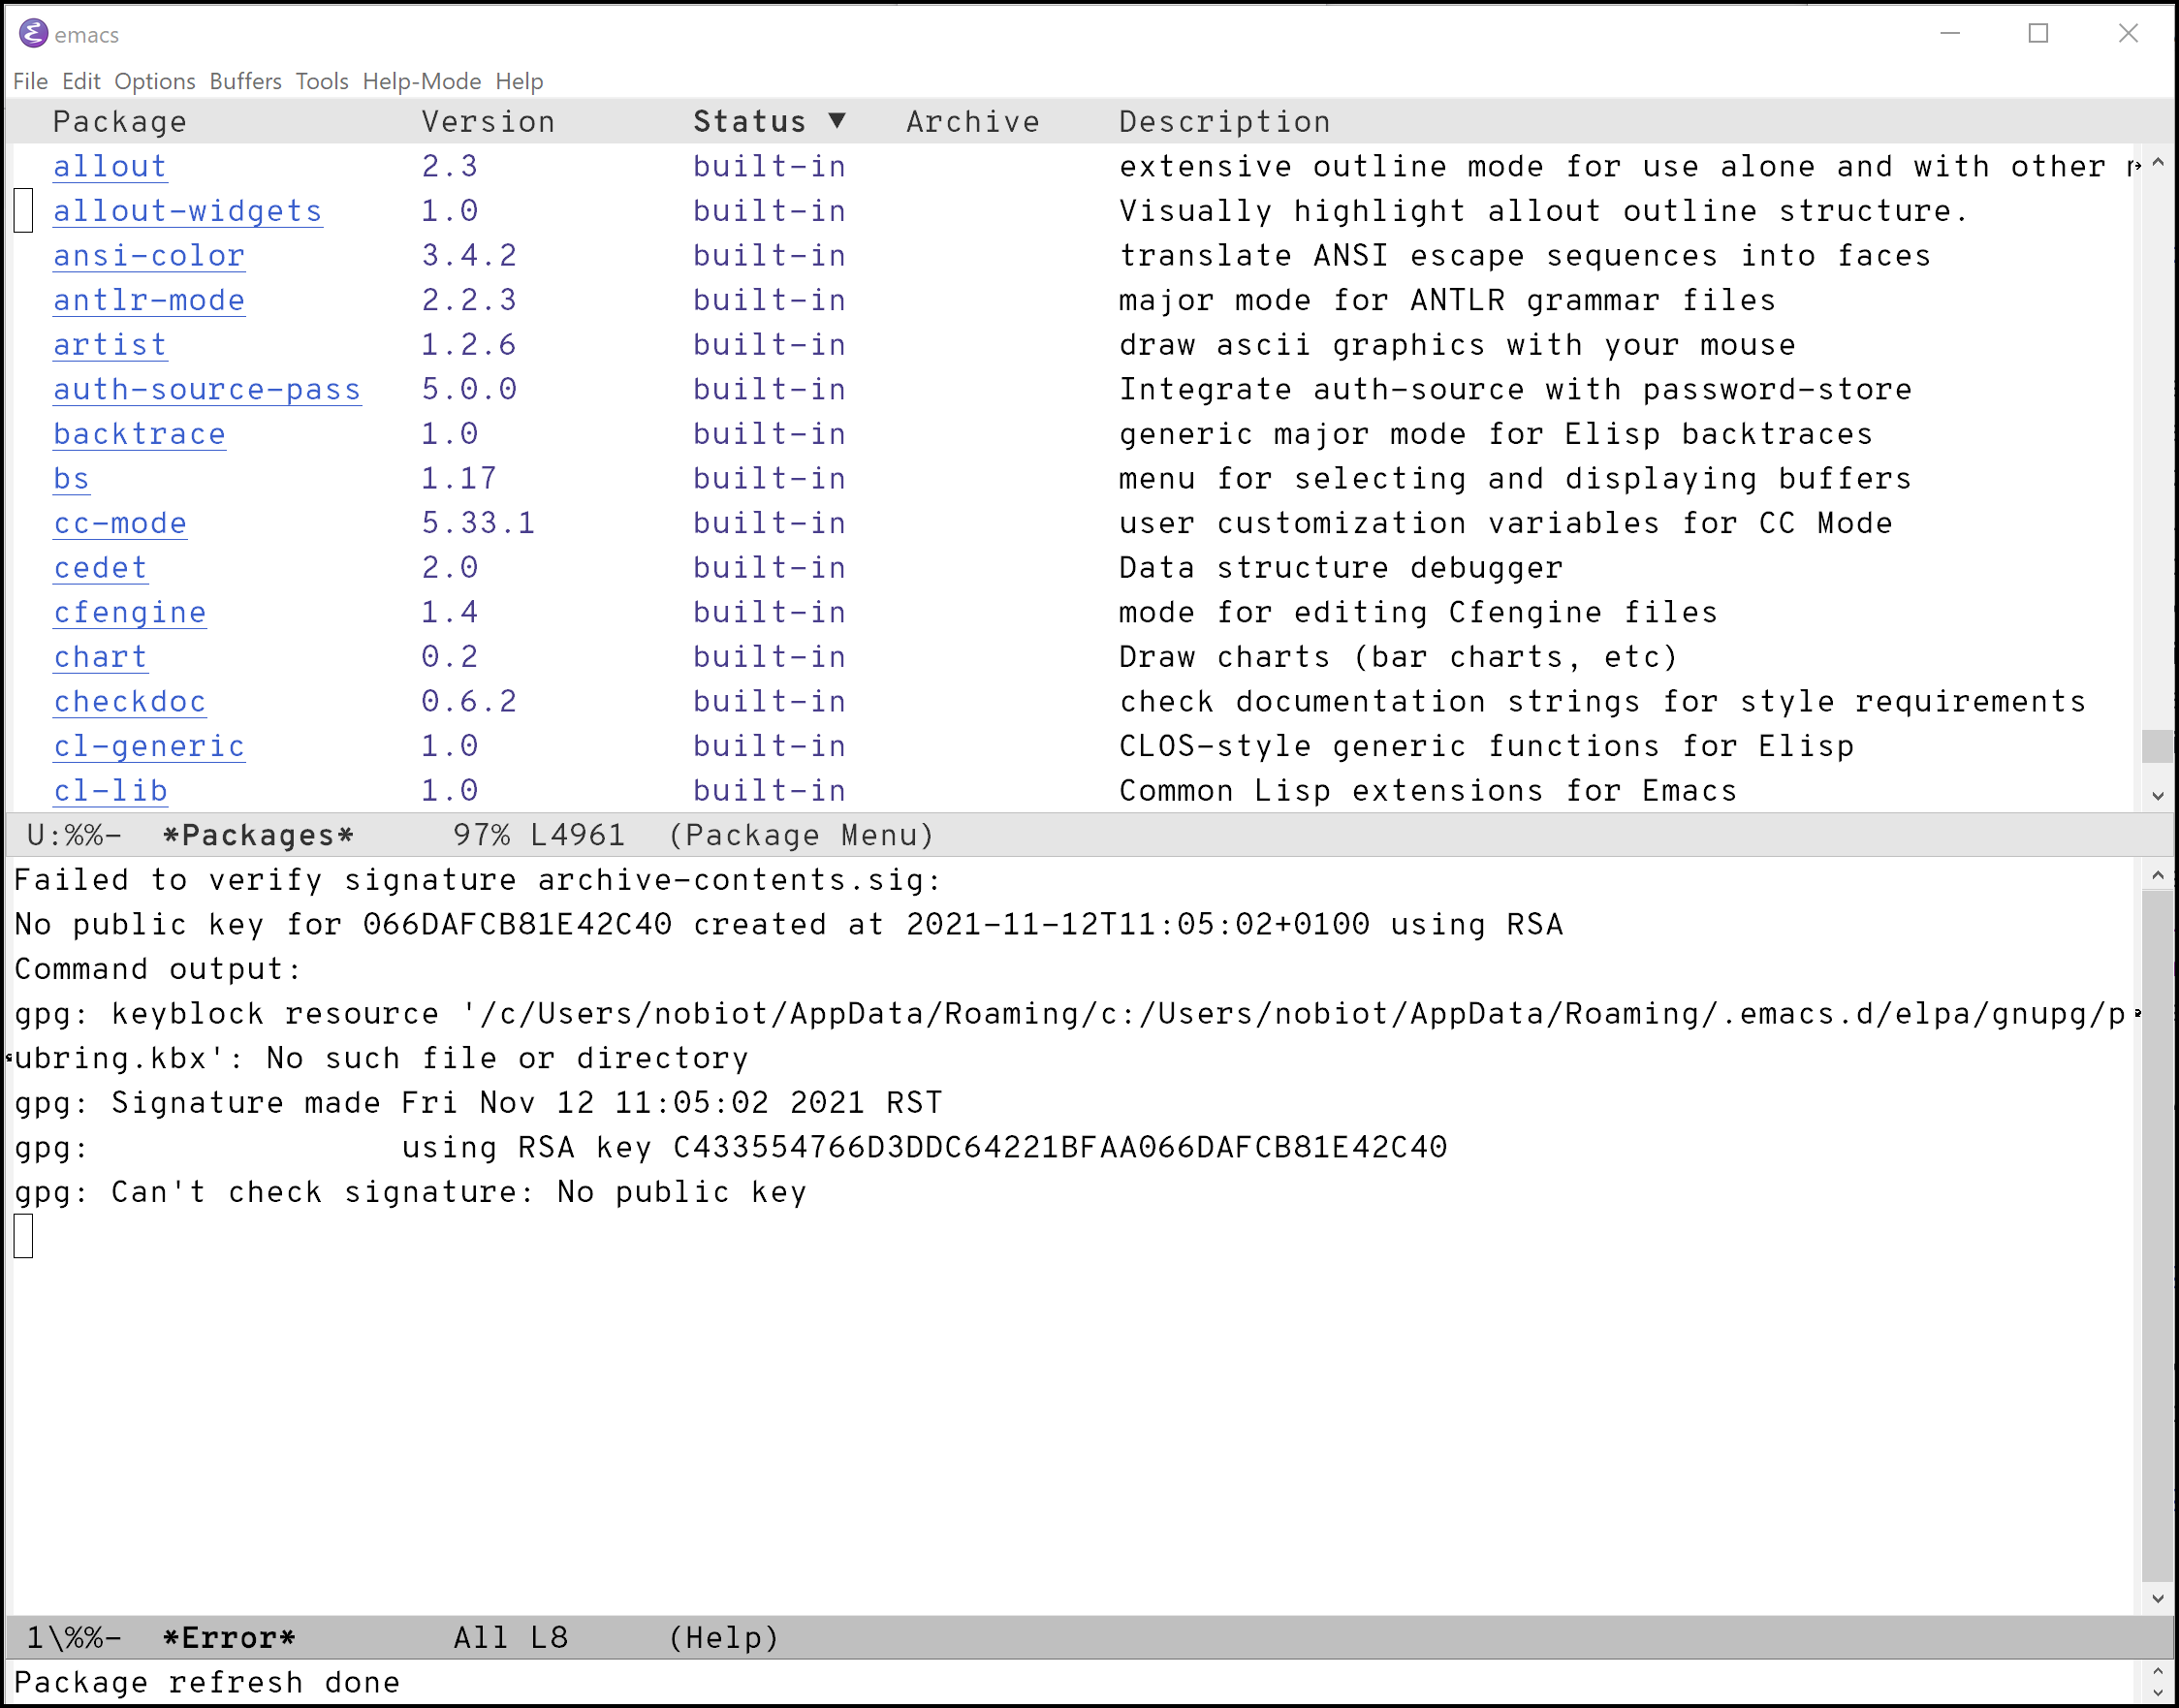 emacs
File Edit Options Buffers Tools Help-Mode Help
Package Version Status ▼ Archive Description
allout 2.3 built-in extensive outline mode for use alone and with other
allout-widgets 1.0 built-in Visually highlight allout outline structure.
ansi-color 3.4.2 built-in translate ANSI escape sequences into faces
antlr-mode 2.2.3 built-in major mode for ANTLR grammar files
artist 1.2.6 built-in draw ascii graphics with your mouse
auth-source-pass 5.0.0 built-in Integrate auth-source with password-store
backtrace 1.0 built-in generic major mode for Elisp backtraces
bs 1.17 built-in menu for selecting and displaying buffers
cc-mode 5.33.1 built-in user customization variables for CC Mode
cedet 2.0 built-in Data structure debugger
cfengine 1.4 built-in mode for editing Cfengine files
chart 0.2 built-in Draw charts (bar charts, etc)
checkdoc 0.6.2 built-in check documentation strings for style requirements
cl-generic 1.0 built-in CLOS-style generic functions for Elisp
cl-lib 1.0 built-in Common Lisp extensions for Emacs
U:%%- *Packages* 97% L4961 (Package Menu)
Failed to verify signature archive-contents.sig:
No public key for 066DAFCB81E42C40 created at 2021-11-12T11:05:02+0100 using RSA
Command output:
gpg: keyblock resource '/c/Users/nobiot/AppData/Roaming/c:/Users/nobiot/AppData/Roaming/.emacs.d/elpa/gnupg/p
ubring.kbx': No such file or directory
gpg: Signature made Fri Nov 12 11:05:02 2021 RST
gpg: using RSA key C433554766D3DDC64221BFAA066DAFCB81E42C40
gpg: Can't check signature: No public key
1\%%- *Error* All L8 (Help)
Package refresh done